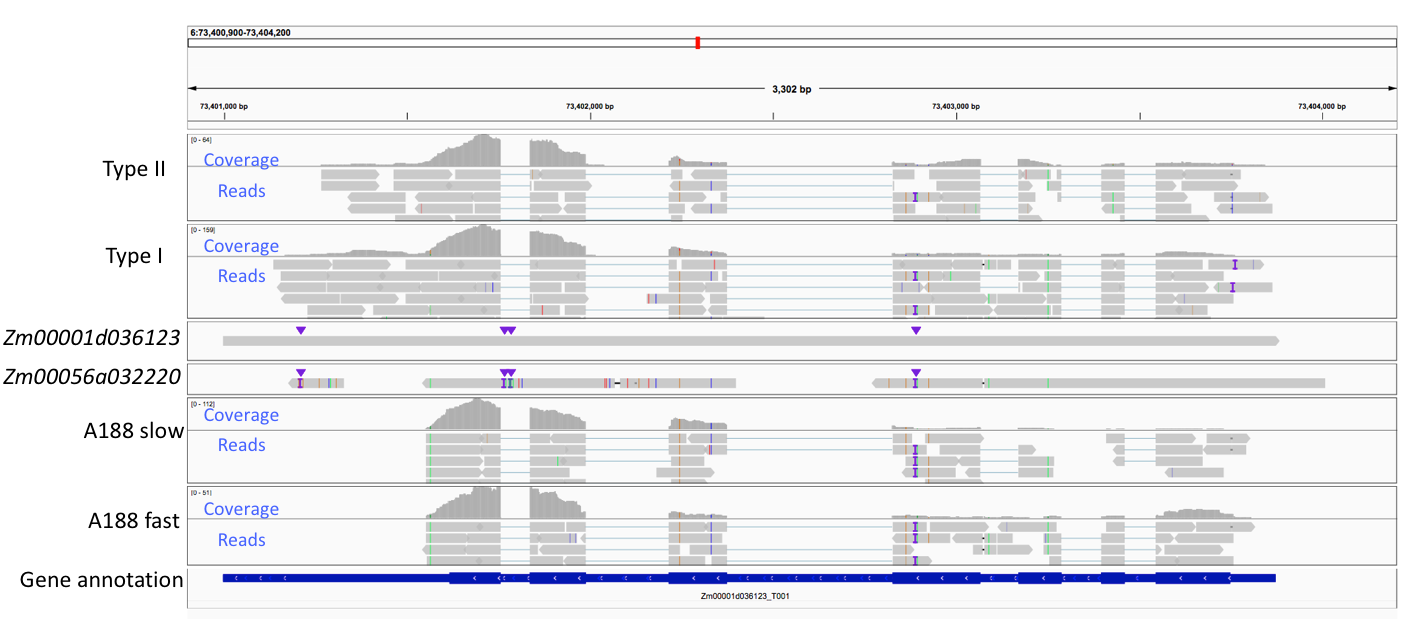 6:73,400,900-73,404,200
3,302 bp
73,401,000 bp 73,402,000 bp 73,403,000 bp 73,404,000 bp
[0 - 64]
Type II
Coverage
Reads
[0 - 159]
Type I
Coverage
Reads
Zm00001d036123
Zm00056a032220
[0 - 112]
A188 slow
Coverage
Reads
[0 - 51]
A188 fast
Coverage
Reads
Gene annotation
Zm00001d036123_T001